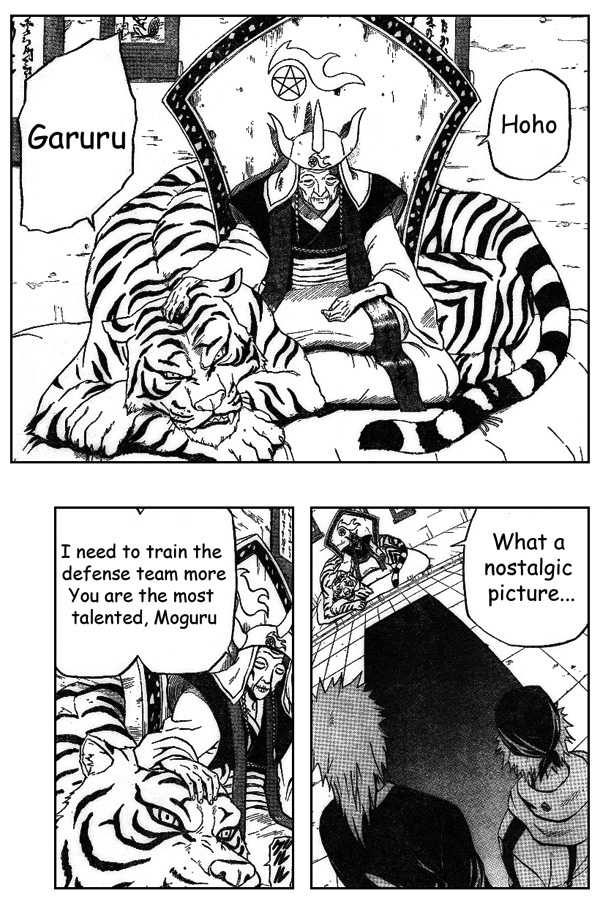 Hoho
Garuru
What a
nostalgic
picture...
I need to train the
defense team more
You are the most
talented, Moguru